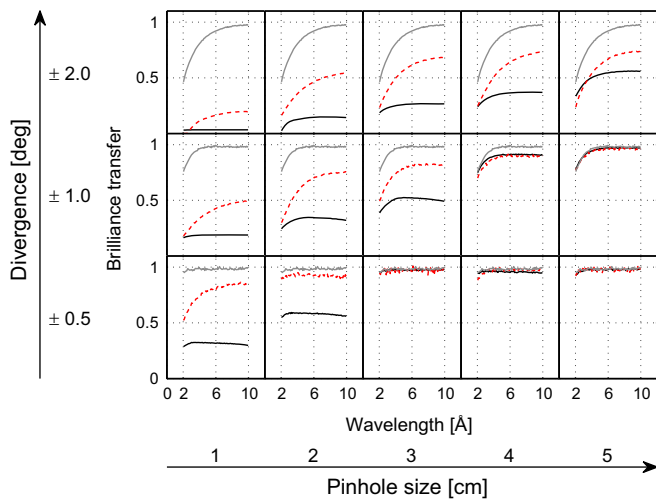 Divergence [deg]
± 2.0
± 1.0
± 0.5
Brilliance transfer
1
0.5
1
0.5
1
0.5
0
0 2 6 10 2 6 10 2 6 10 2 6 10 2 6 10
Wavelength [Å]
1 2 3 4 5
Pinhole size [cm]